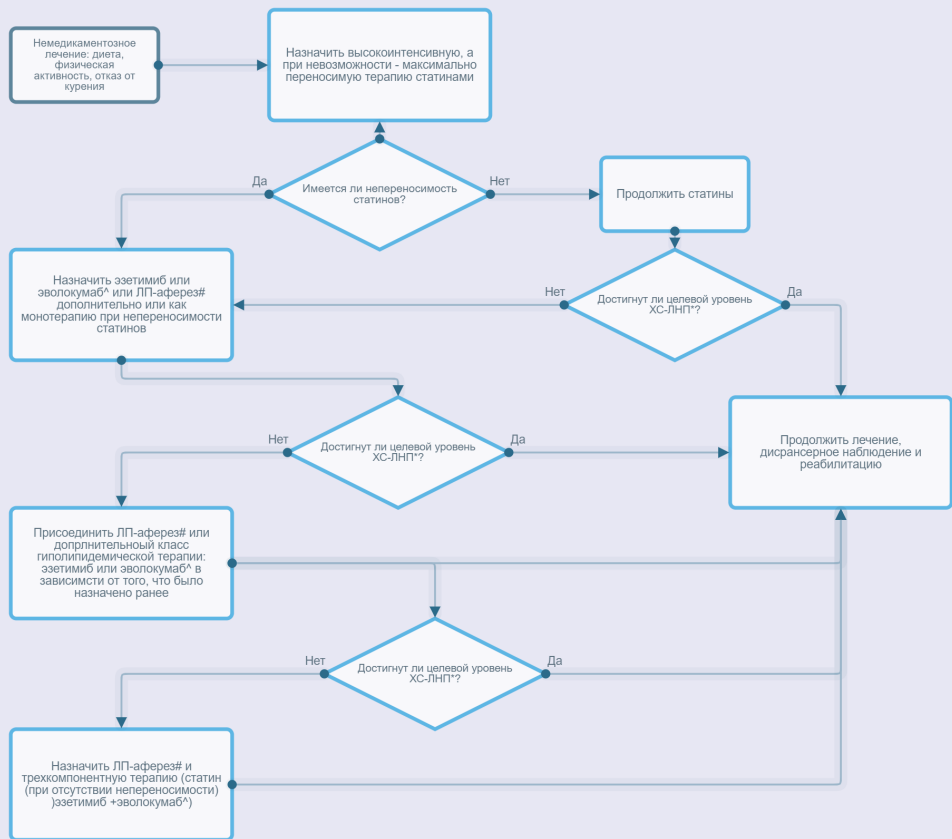 Немедикаментозное
лечение: диета,
физическая
активность, отказ от
курения
Назначить высокоинтенсивную, а
при невозможности - максимально
переносимую терапию статинами
Имеется ли непереносимость
статинов?
Да
Нет
Продолжить статины
Назначить эзетимиб или
эволокумаб^ или ЛП-аферез#
дополнительно или как
монотерапию при непереносимости
статинов
Достигнут ли целевой уровень
ХС-ЛНП*?
Нет
Да
Продолжить лечение,
дисрансерное наблюдение и
реабилитацию
Достигнут ли целевой уровень
ХС-ЛНП*?
Нет
Да
Присоединить ЛП-аферез# или
допрлнительноый класс
гиполипидемической терапии:
эзетимиб или эволокумаб^ в
зависимсти от того, что было
назначено ранее
Достигнут ли целевой уровень
ХС-ЛНП*?
Нет
Да
Назначить ЛП-аферез# и
трехкомпонентную терапию (статин
(при отсутствии непереносимости)
)эзетимиб +эволокумаб^)